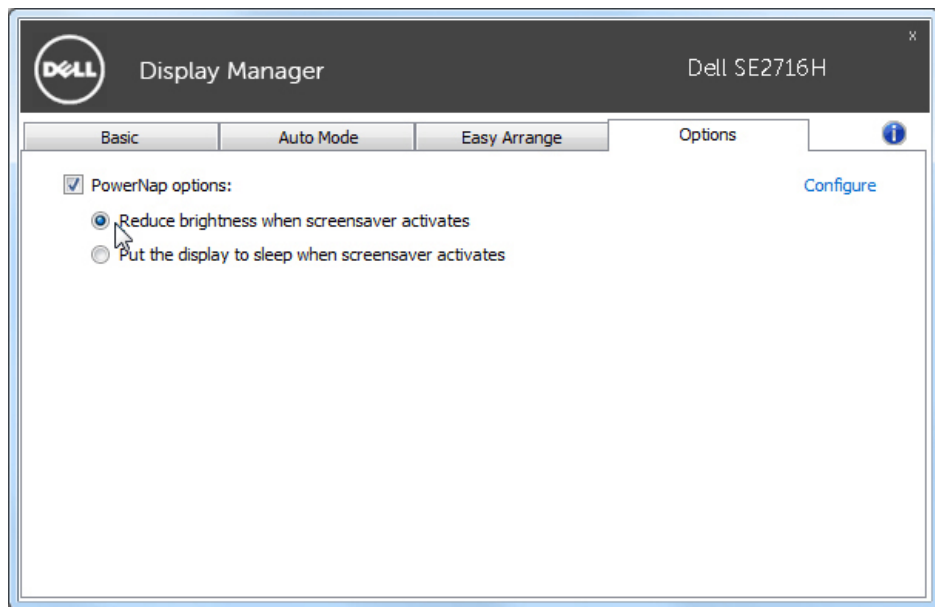 x
DELL
Display Manager
Dell SE2716H
Basic
Auto Mode
Easy Arrange
Options
i
PowerNap options:
Configure
Reduce brightness when screensaver activates
Put the display to sleep when screensaver activates